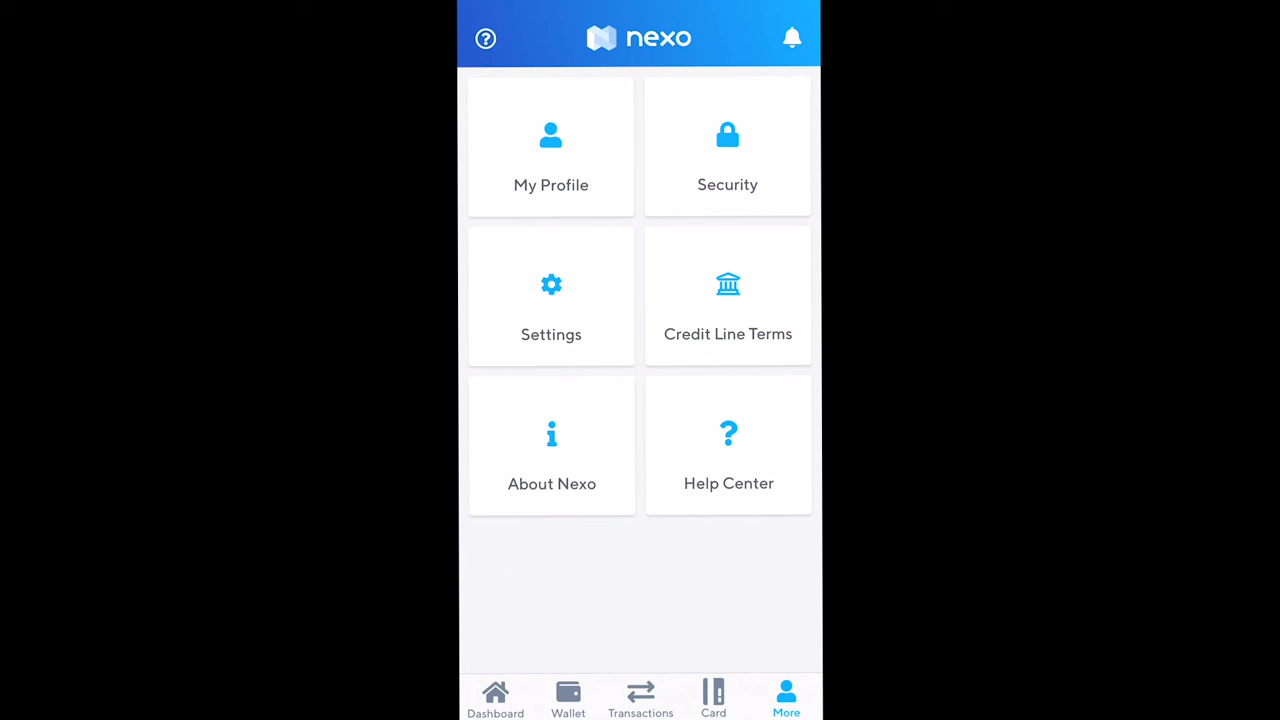 nexo
My Profile
Security
Settings
Credit Line Terms
About Nexo
Help Center
Dashboard
Wallet
Transactions
Card
More